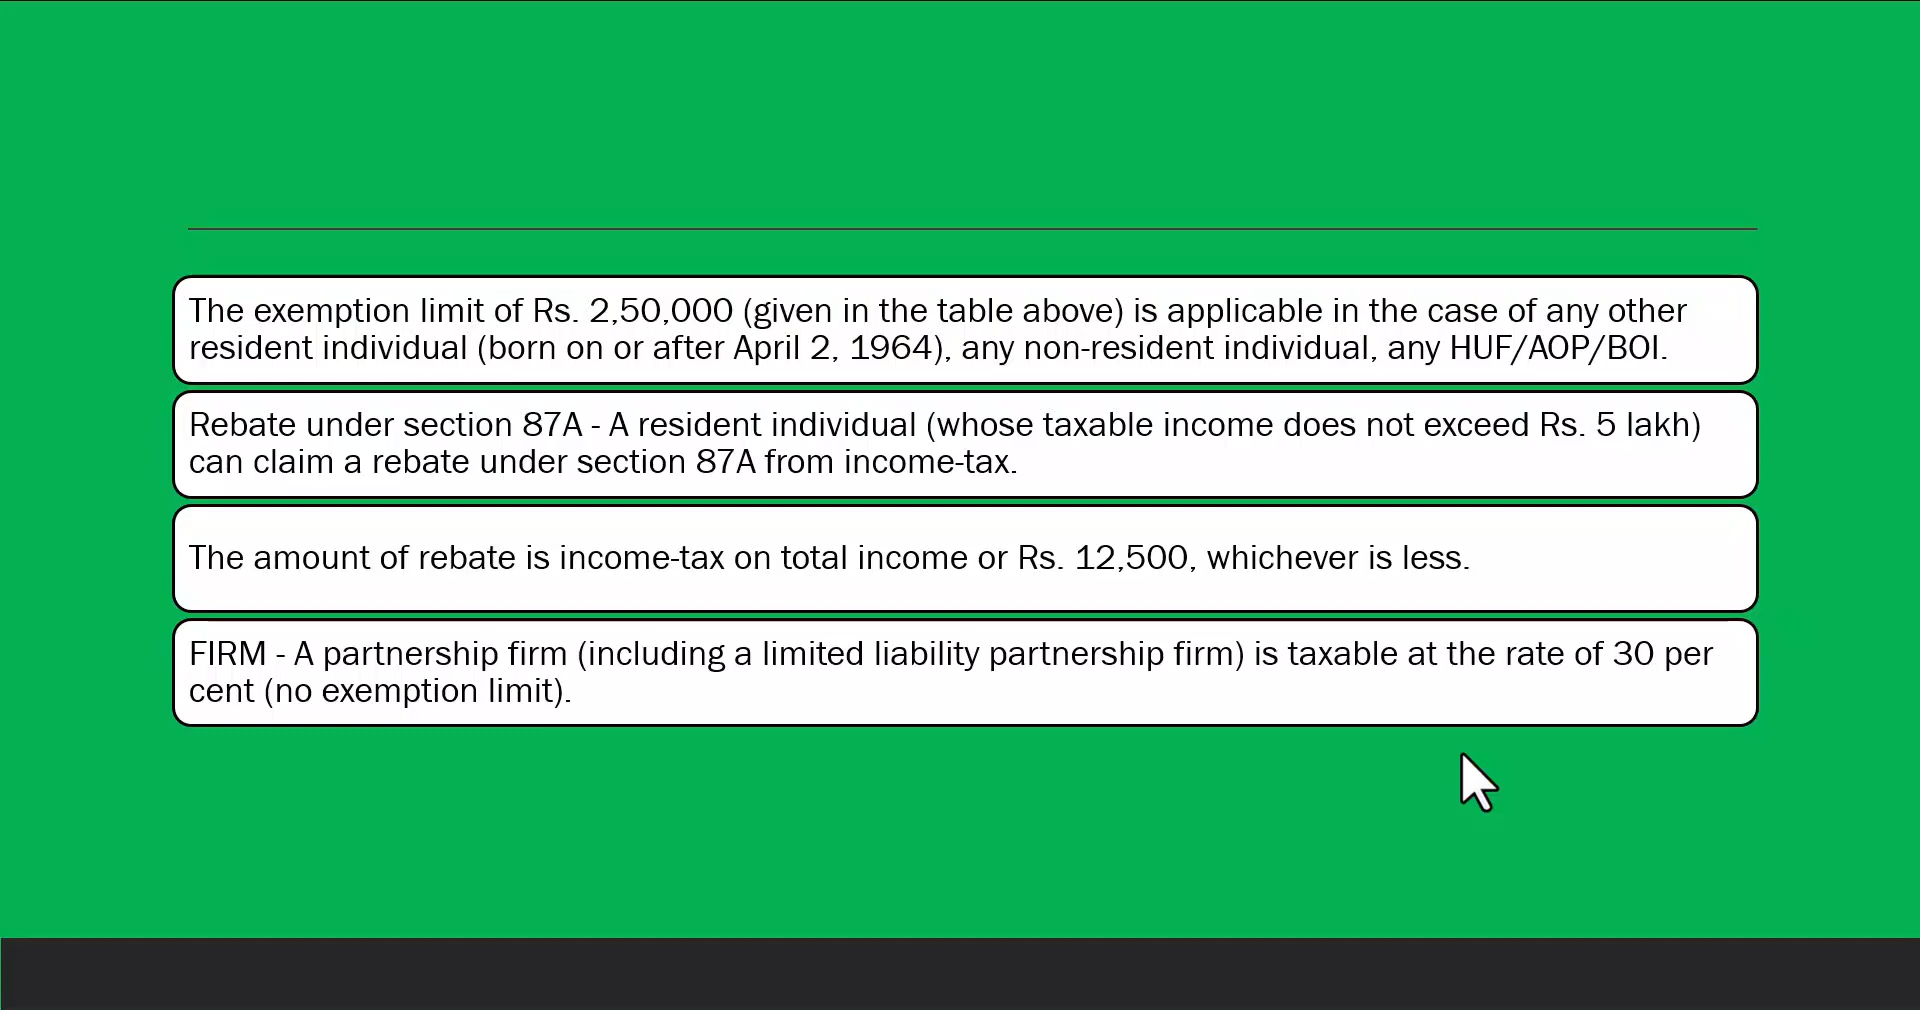 The exemption limit of Rs. 2,50,000 (given in the table above) is applicable in the case of any other
resident individual (born on or after April 2, 1964), any non-resident individual, any HUF/AOP/BOI.
Rebate under section 87A - A resident individual (whose taxable income does not exceed Rs. 5 lakh)
can claim a rebate under section 87A from income-tax.
The amount of rebate is income-tax on total income or Rs. 12,500, whichever is less.
FIRM - A partnership firm (including a limited liability partnership firm) is taxable at the rate of 30 per
cent (no exemption limit).